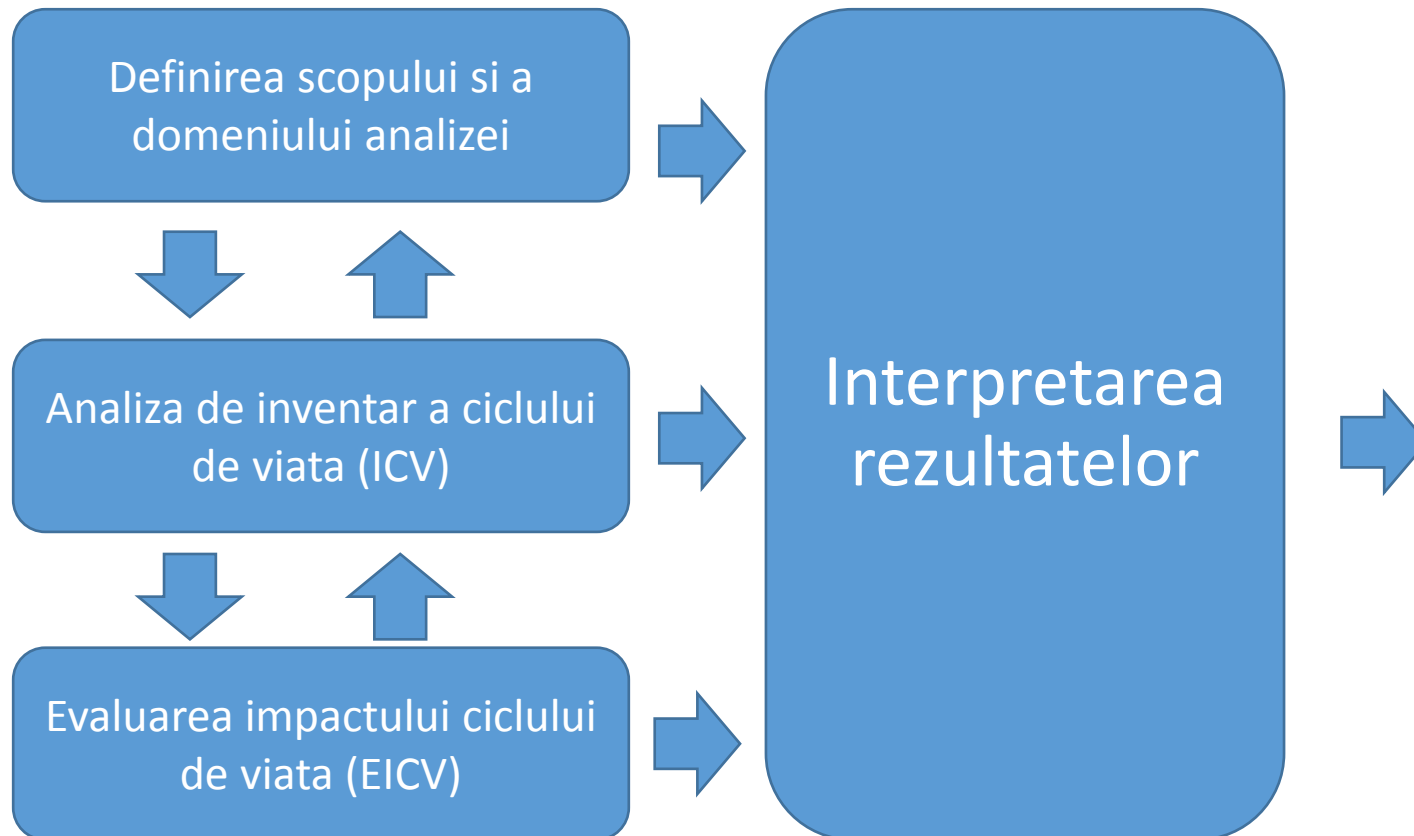 Definirea scopului si a
domeniului analizei
Analiza de inventar a ciclului
de viata (ICV)
Evaluarea impactului ciclului
de viata (EICV)
Interpretarea
rezultatelor